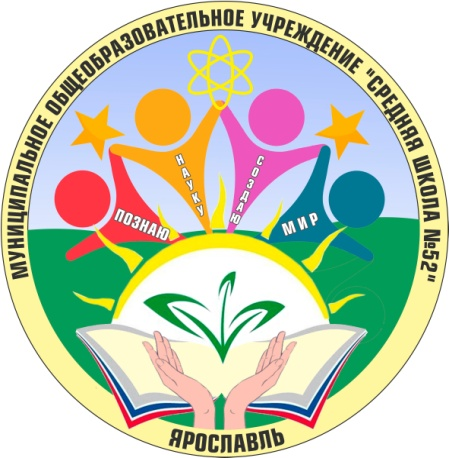 МУНИЦИПАЛЬНОЕ ОБЩЕОБРАЗОВАТЕЛЬНОЕ УЧРЕЖДЕНИЕ "СРЕДНЯЯ ШКОЛА №52"
ПОЗНАЮ
НАУКУ
СОЗДАЮ
МИР
ЯРОСЛАВЛЬ